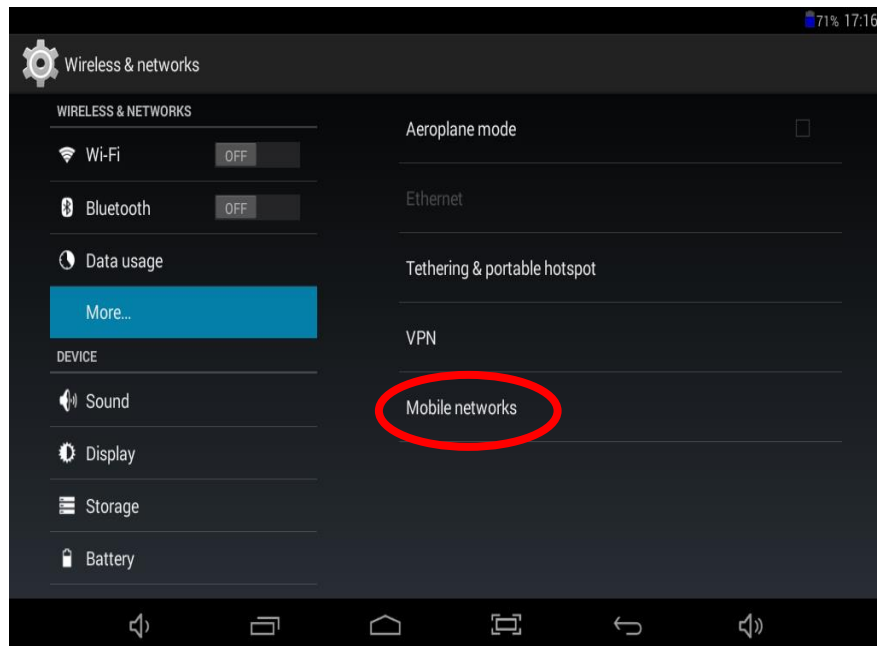 71% 17:16
Wireless & networks
WIRELESS & NETWORKS
Wi-Fi OFF
Bluetooth OFF
Data usage
More...
DEVICE
Sound
Display
Storage
Battery
Aeroplane mode
Ethernet
Tethering & portable hotspot
VPN
Mobile networks